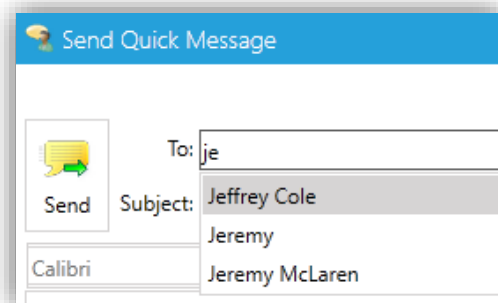 Send Quick Message
To: je
Send Subject: Jeffrey Cole
Jeremy
Calibri Jeremy McLaren